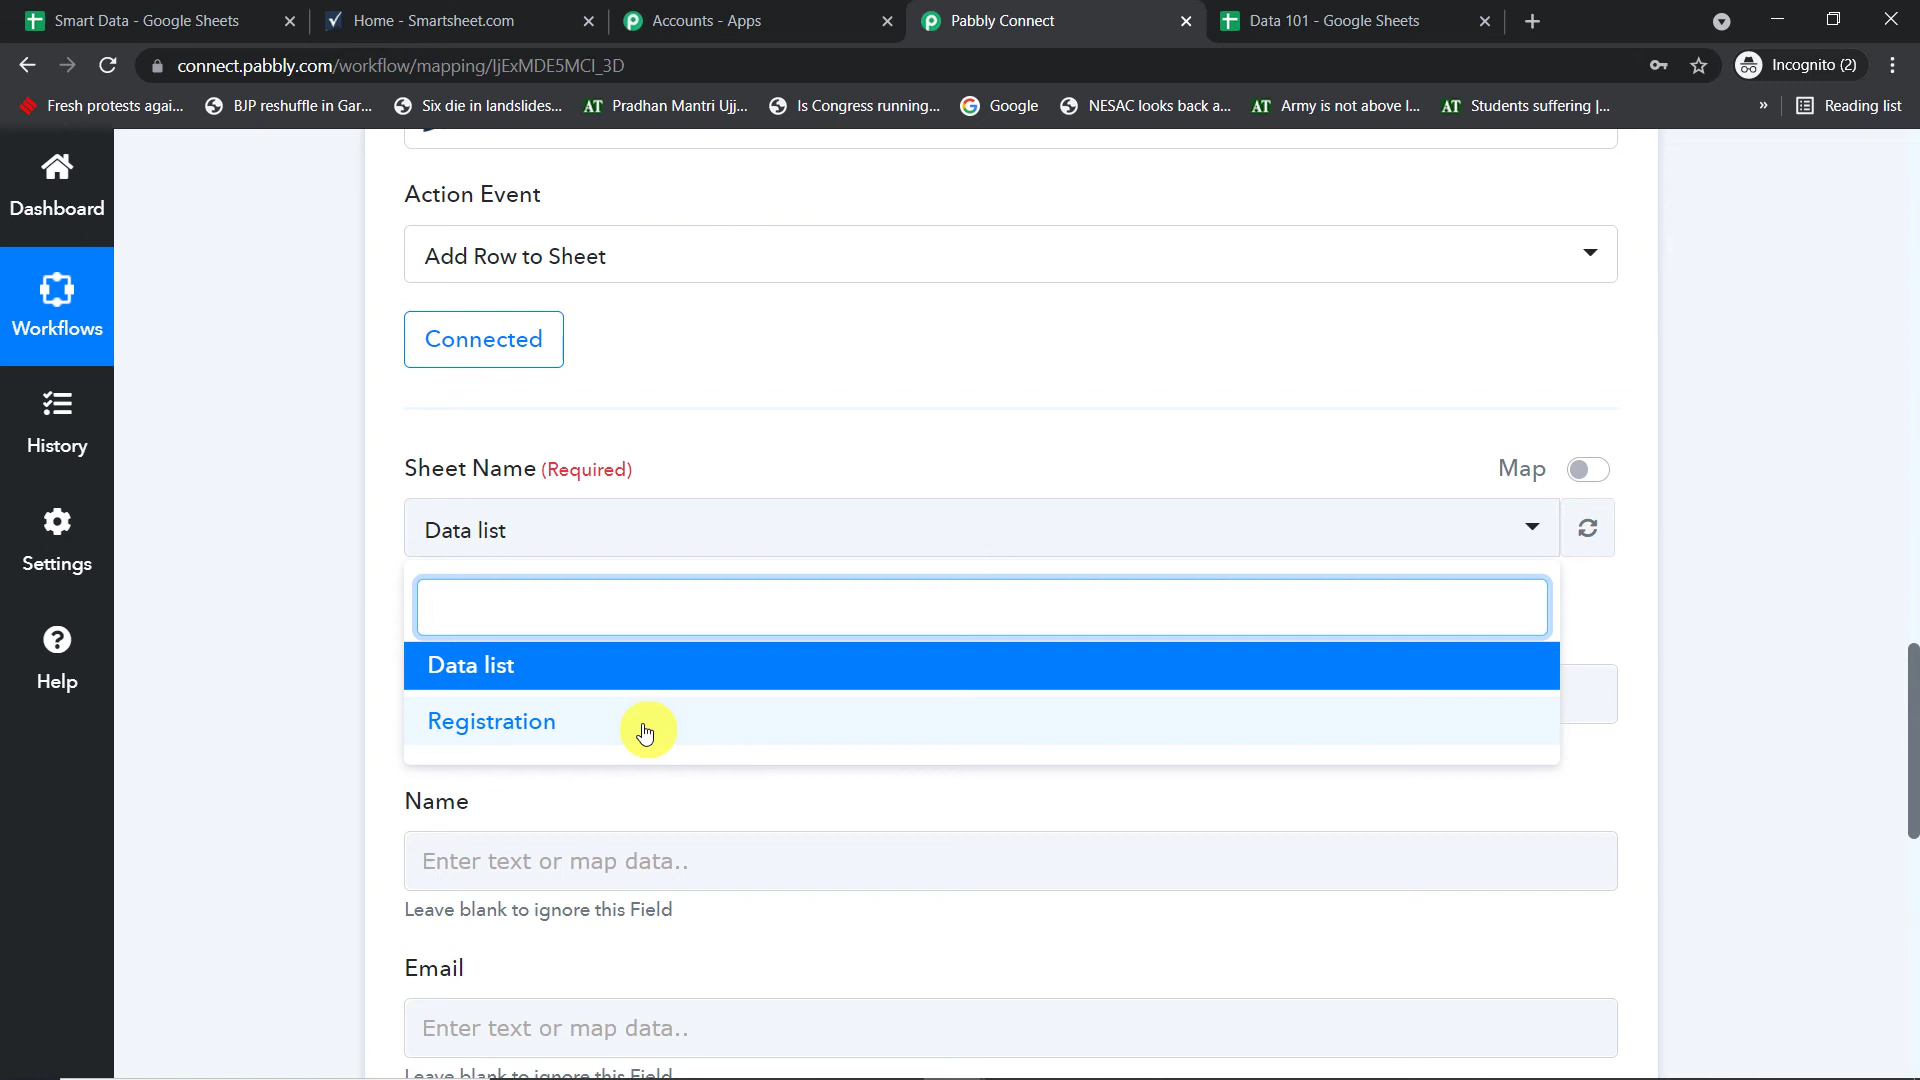 Smart Data - Google Sheets
Home - Smartsheet.com
Accounts - Apps
Pabbly Connect
Data 101 - Google Sheets
connect.pabbly.com/workflow/mapping/IjExMDE5MCI_3D
Incognito (2)
Fresh protests agai...
BJP reshuffle in Gar...
Six die in landslides...
AT Pradhan Mantri Ujj...
Is Congress running...
Google
NESAC looks back a...
AT Army is not above l...
AT Students suffering |...
»
Reading list
Dashboard
Workflows
History
Settings
Help
Action Event
Add Row to Sheet
Connected
Sheet Name (Required)
Map
Data list
Data list
Registration
Name
Enter text or map data..
Leave blank to ignore this Field
Email
Enter text or map data..
Leave blank to ignore this Field